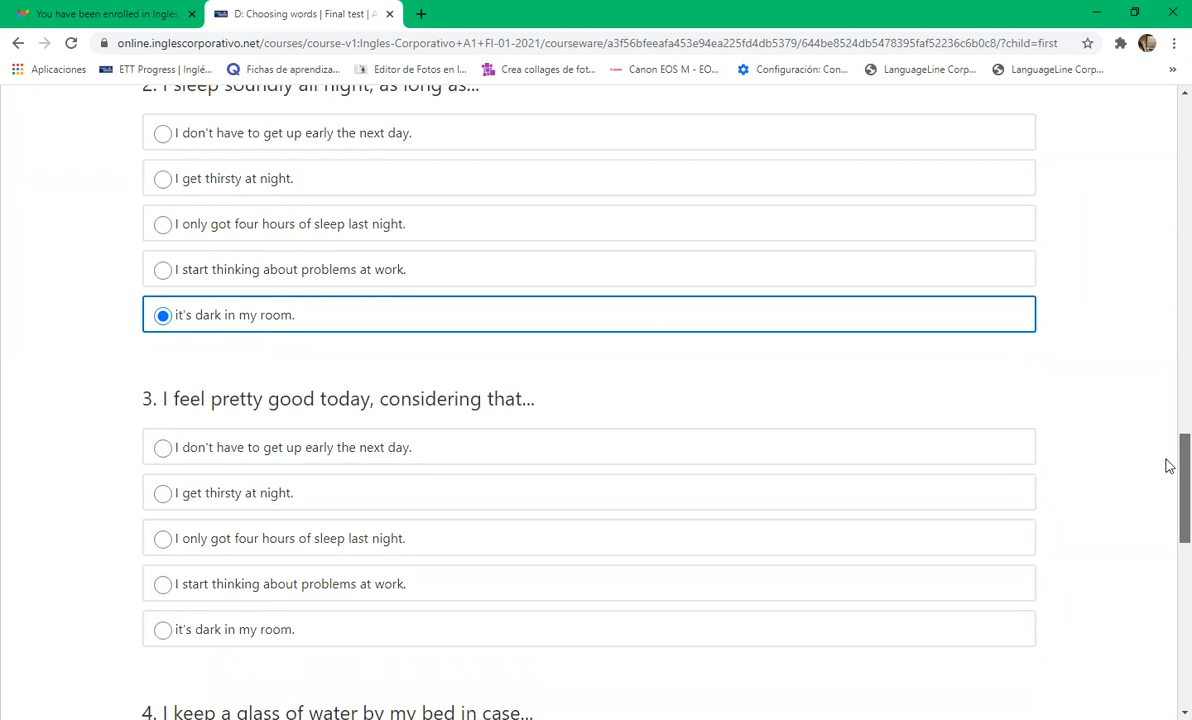 You have been enrolled in Inglés
D: Choosing words | Final test | A
online.inglescorporativo.net/courses/course-v1:Ingles-Corporativo+A1+FI-01-2021/courseware/a3f56bfeeafa453e94ea225fd4db5379/644be8524db5478395faf52236c6b0c8/?child=first
Aplicaciones ETT Progress | Inglé... Fichas de aprendiza... Editor de Fotos en l... Crea collages de fot... Canon EOS M - EO... Configuración: Con... LanguageLine Corp... LanguageLine Corp... »
2. I sleep soundly all night, as long as...
I don't have to get up early the next day.
I get thirsty at night.
I only got four hours of sleep last night.
I start thinking about problems at work.
it's dark in my room.
3. I feel pretty good today, considering that...
I don't have to get up early the next day.
I get thirsty at night.
I only got four hours of sleep last night.
I start thinking about problems at work.
it's dark in my room.
4. I keep a glass of water by my bed in case...